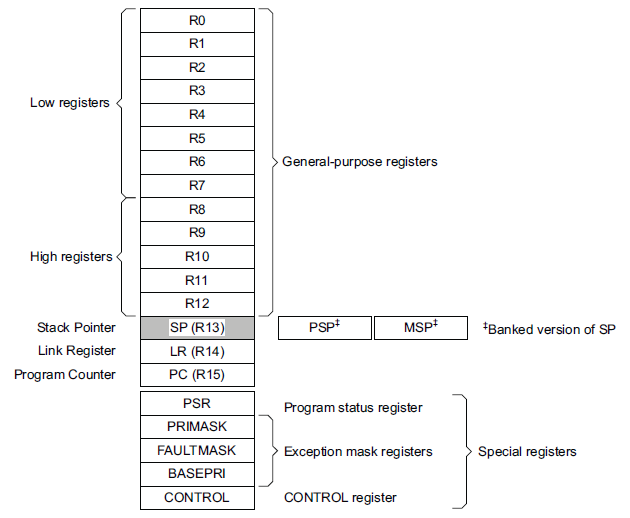 R0
R1
R2
Low registers
R3
R4
R5
R6
General-purpose registers
R7
R8
R9
High registers
R10
R11
R12
Stack Pointer SP (R13) PSP‡ MSP‡ ‡Banked version of SP
Link Register LR (R14)
Program Counter PC (R15)
PSR Program status register
PRIMASK
FAULTMASK Exception mask registers Special registers
BASEPRI
CONTROL CONTROL register